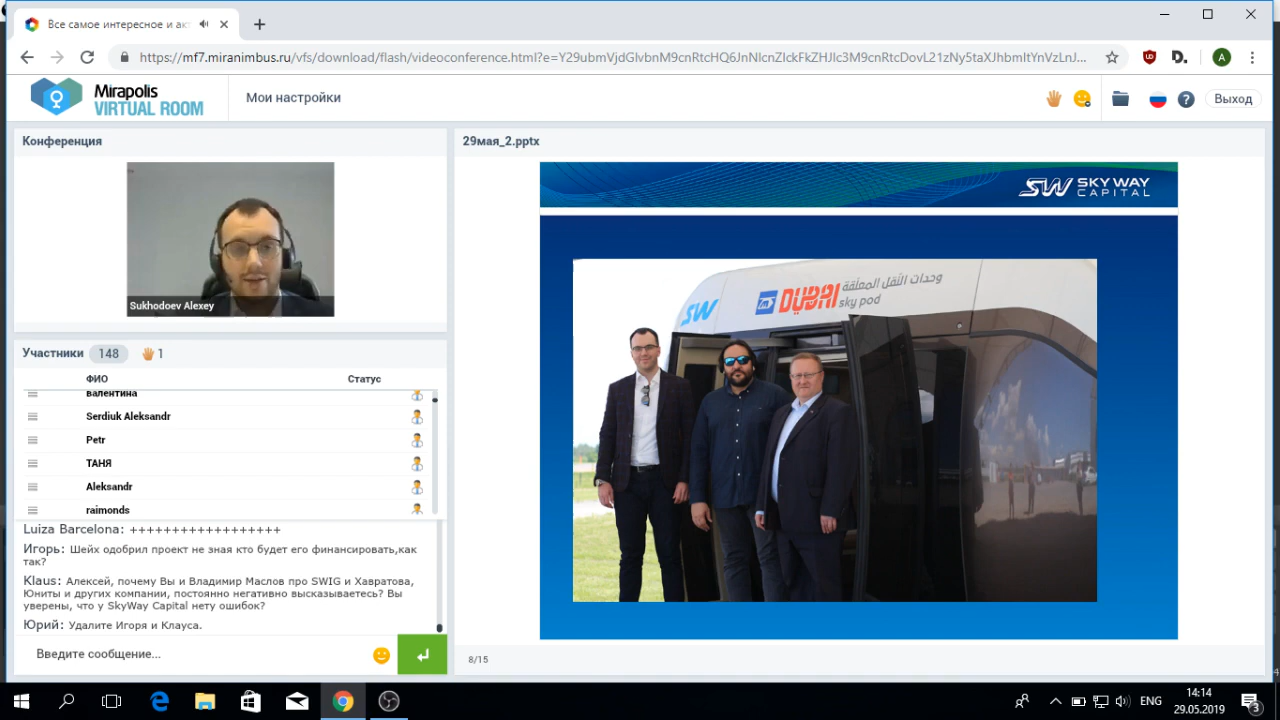 Все самое интересное и акт
https://mf7.miranimbus.ru/vfs/download/flash/videoconference.html?e=Y29ubmVjdGlvbnM9cnRtcHQ6JnNlcnZlckFkZHJlc3M9cnRtcDovL21zNy5taXJhbmltYnVzLnJ...
A
Mirapolis
VIRTUAL ROOM
Мои настройки
Выход
Конференция
Sukhodoev Alexey
Участники 148 1
ФИО Статус
валентина
Serdiuk Aleksandr
Petr
ТАНЯ
Aleksandr
raimonds
Luiza Barcelona: ++++++++++++++++++
Игорь: Шейх одобрил проект не зная кто будет его финансировать,как
так?
Klaus: Алексей, почему Вы и Владимир Маслов про SWIG и Хавратова,
Юниты и других компании, постоянно негативно высказываетесь? Вы
уверены, что у SkyWay Capital нету ошибок?
Юрий: Удалите Игоря и Клауса.
Введите сообщение...
29мая_2.pptx
SW SKY WAY
CAPITAL
SW
DUBAI
وحدات النقل المعلقة
sky pod
8/15
ENG
14:14
29.05.2019
3